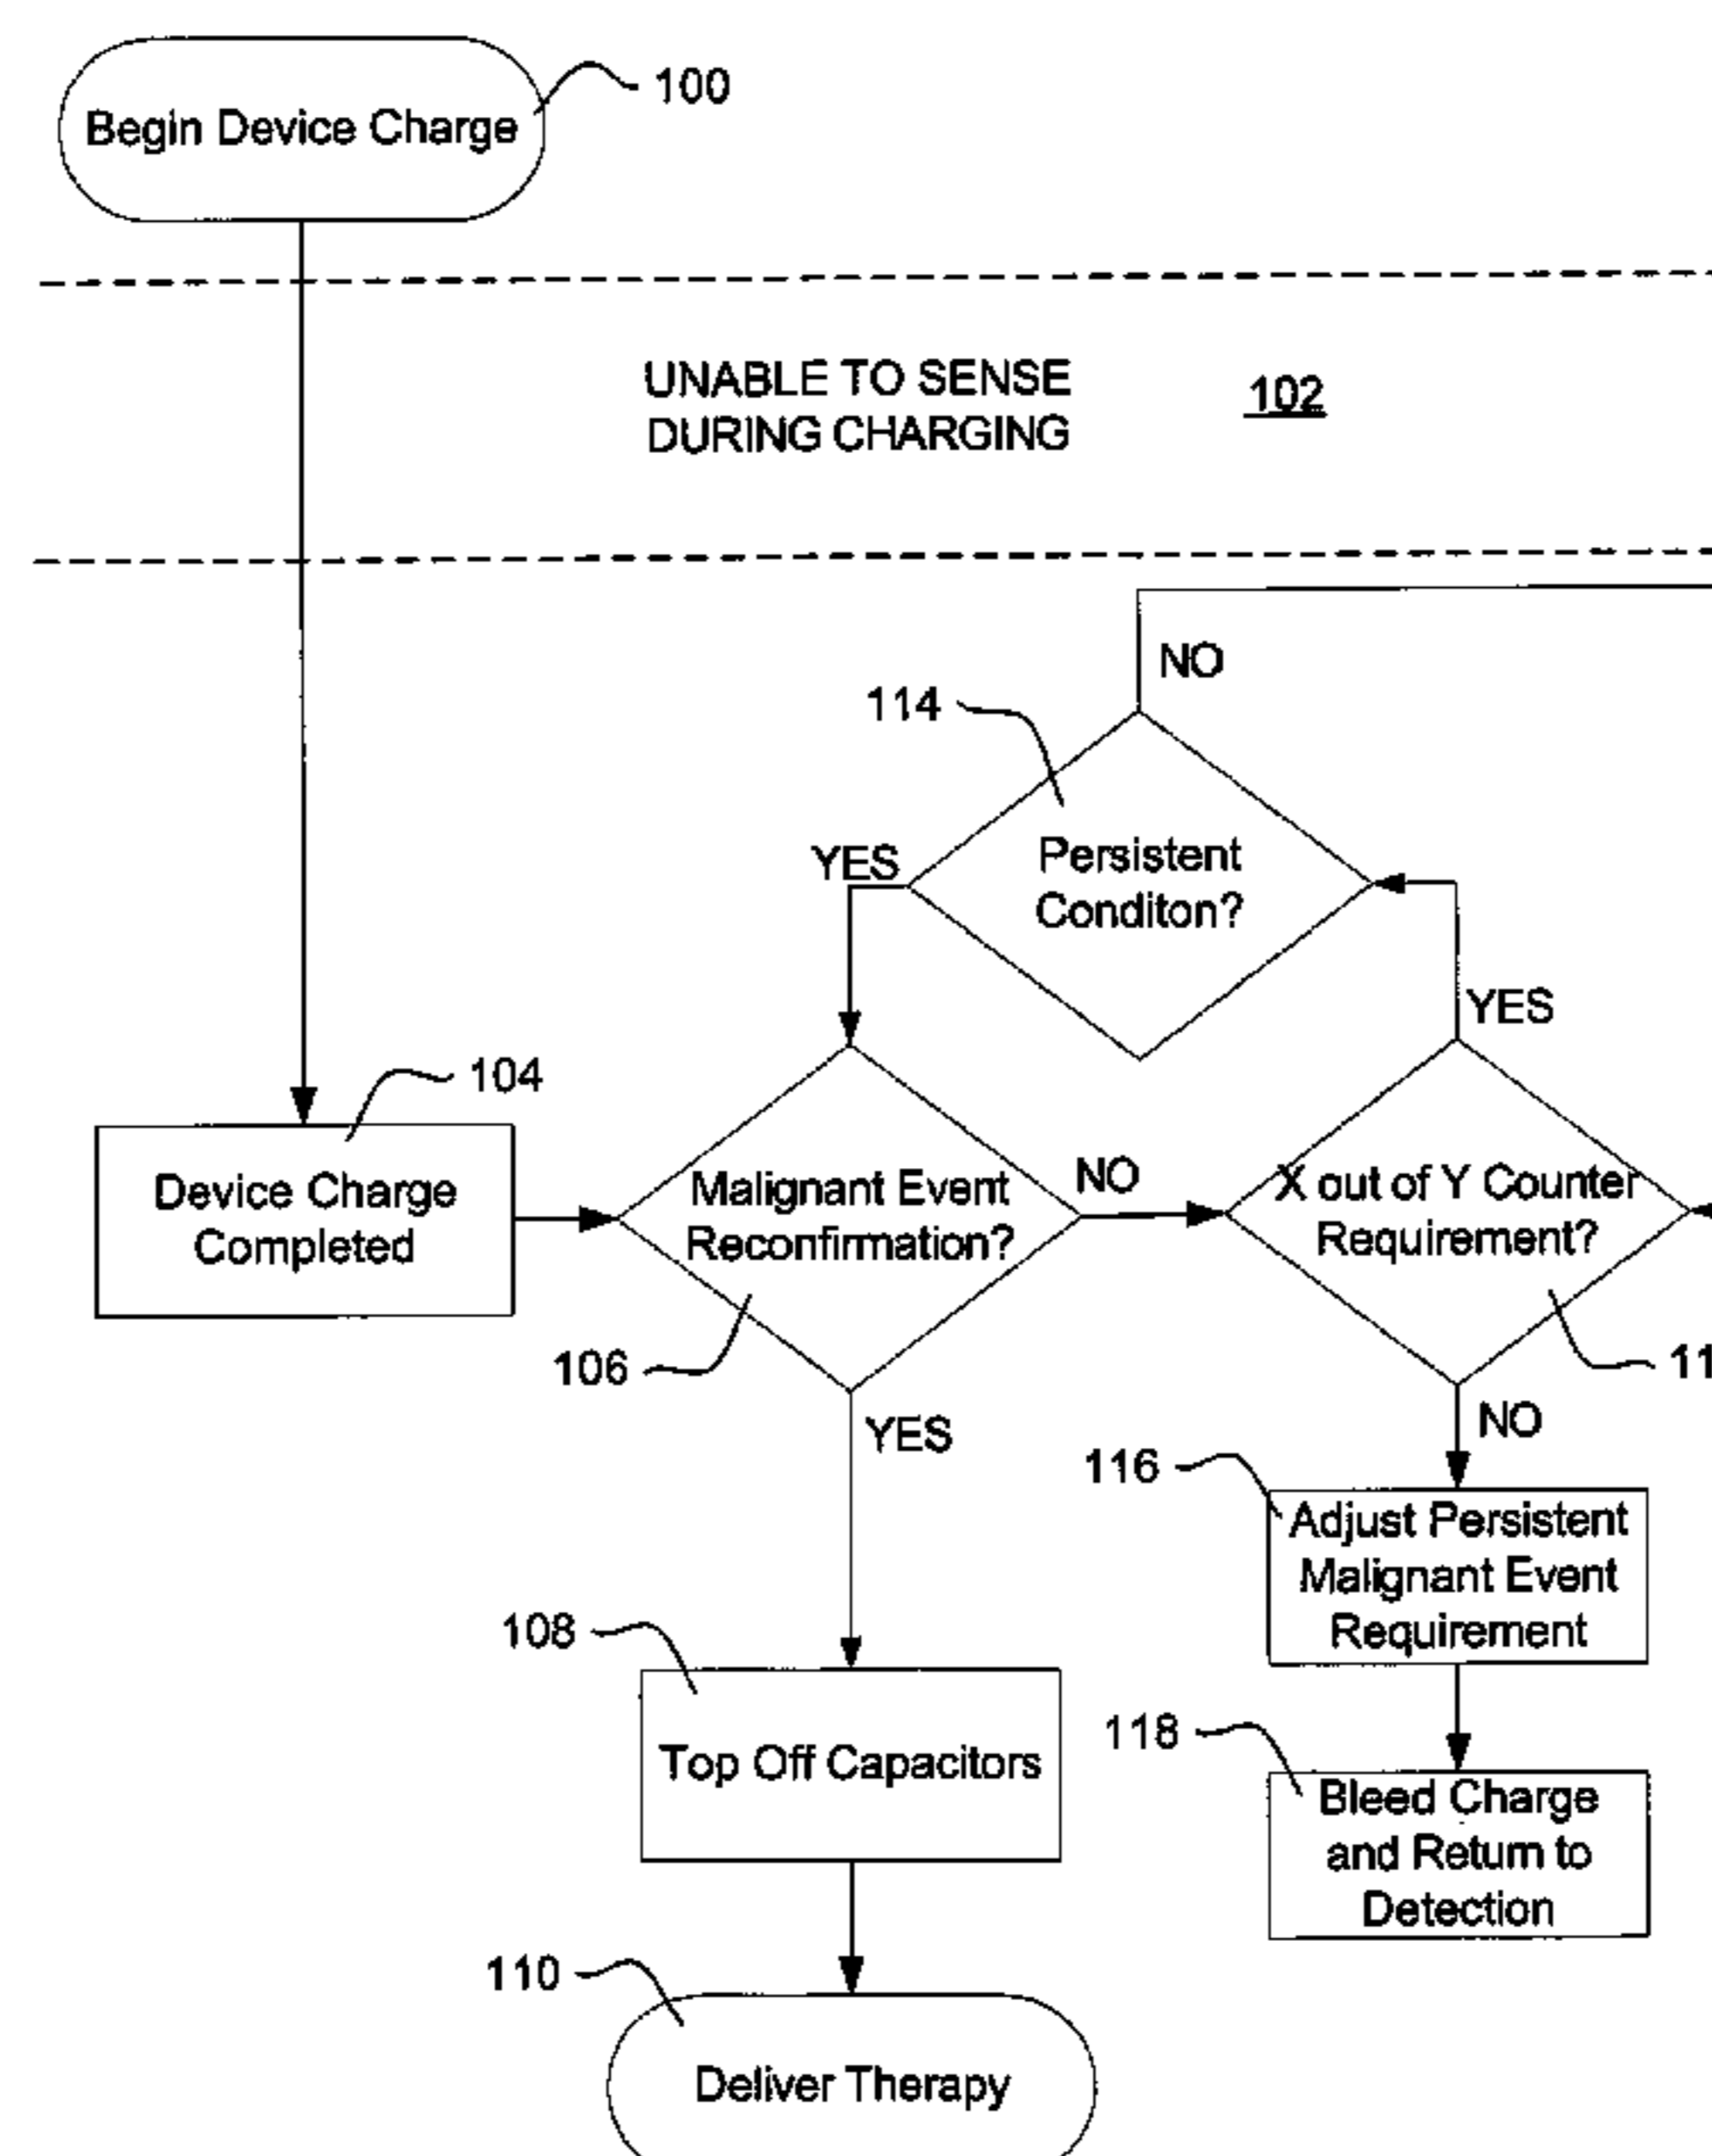 100
Begin Device Charge
UNABLE TO SENSE
DURING CHARGING
102
NO
114
YES
Persistent
Conditon?
YES
104
Device Charge
Completed
Malignant Event
Reconfirmation?
NO
X out of Y Counter
Requirement?
106
YES
NO
116
Adjust Persistent
Malignant Event
Requirement
108
Top Off Capacitors
118
Bleed Charge
and Return to
Detection
110
Deliver Therapy